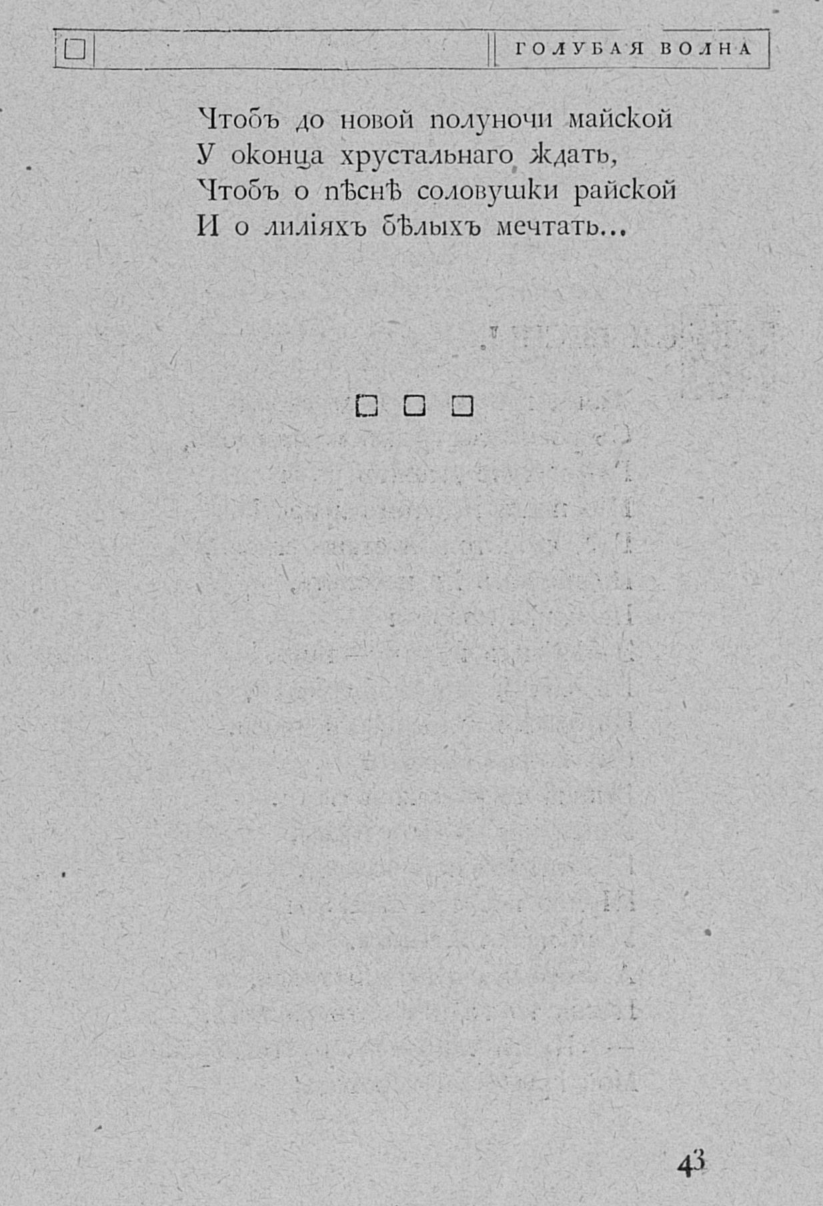 ГОЛУБАЯ ВОЛНА
Чтобъ до новой полуночи майской
У оконца хрустальнаго ждать,
Чтобъ о пѣснѣ соловушки райской
И о лиліяхъ бѣлыхъ мечтать...
43